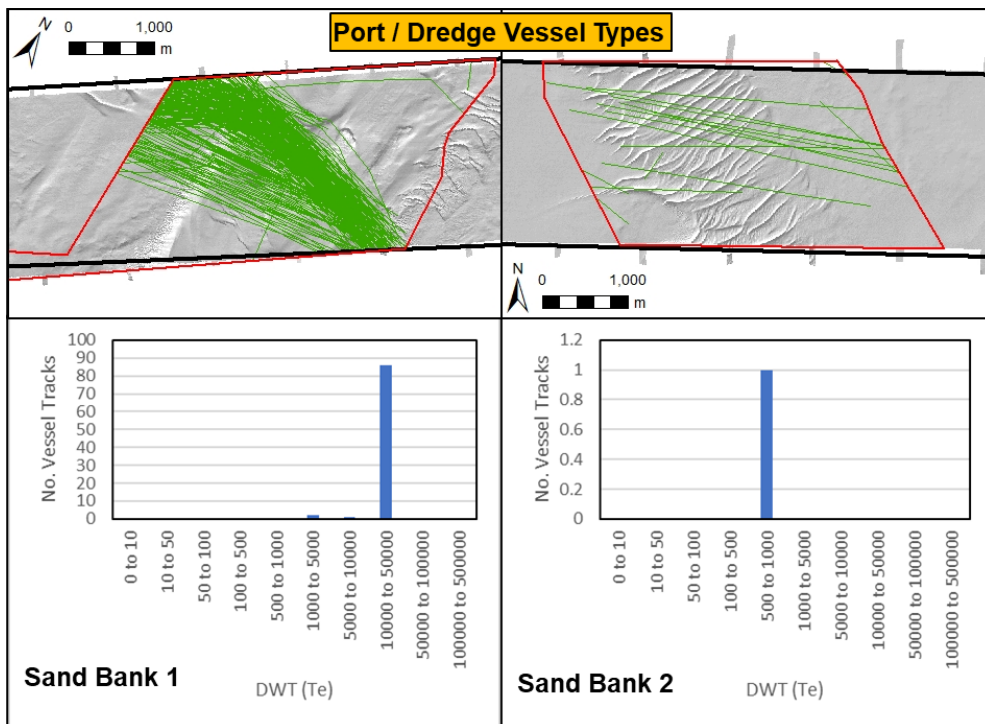 Port / Dredge Vessel Types
N
0 1,000
m
N
0 1,000
m
No. Vessel Tracks
100
90
80
70
60
50
40
30
20
10
0
0 to 10
10 to 50
50 to 100
100 to 500
500 to 1000
1000 to 5000
5000 to 10000
10000 to 50000
50000 to 100000
100000 to 500000
Sand Bank 1
DWT (Te)
No. Vessel Tracks
1.2
1
0.8
0.6
0.4
0.2
0
0 to 10
10 to 50
50 to 100
100 to 500
500 to 1000
1000 to 5000
5000 to 10000
10000 to 50000
50000 to 100000
100000 to 500000
Sand Bank 2
DWT (Te)